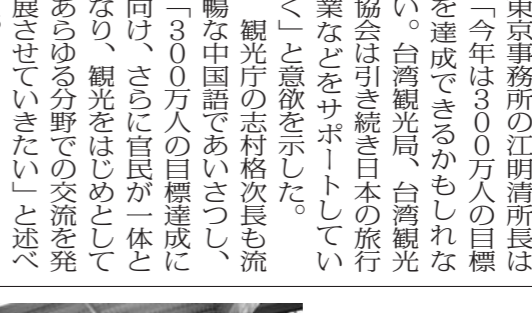 東京事務所の江明清所長は
「今年は300万人の目標
を達成できるかもしれな
い。台湾観光局、台湾観光
協会は引き続き日本の旅行
業などをサポートしてい
く」と意欲を示した。
　観光庁の志村格次長も流
暢な中国語であいさつし、
「300万人の目標達成に
向け、さらに官民が一体と
なり、観光をはじめとして
あらゆる分野での交流を発
展させていきたい」と述べ